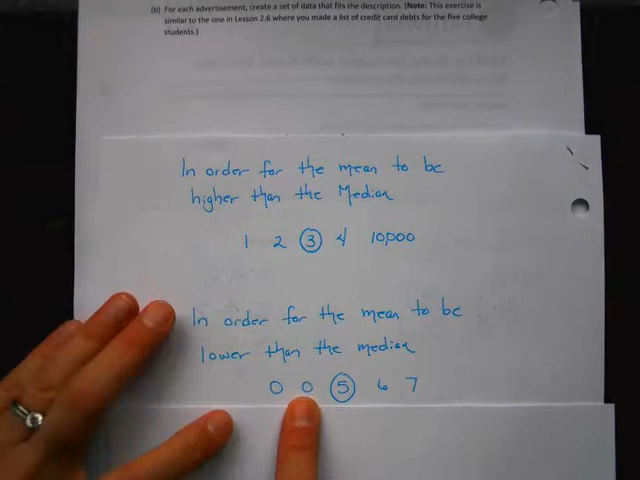 (b) For each advertisement, create a set of data that fits the description. (Note: This exercise is
similar to the one in Lesson 2.6 where you made a list of credit card debts for the five college
students.)
In order for the mean to be
higher than the Median
1 2 3 4 10,000
In order for the mean to be
lower than the median
0 0 5 6 7